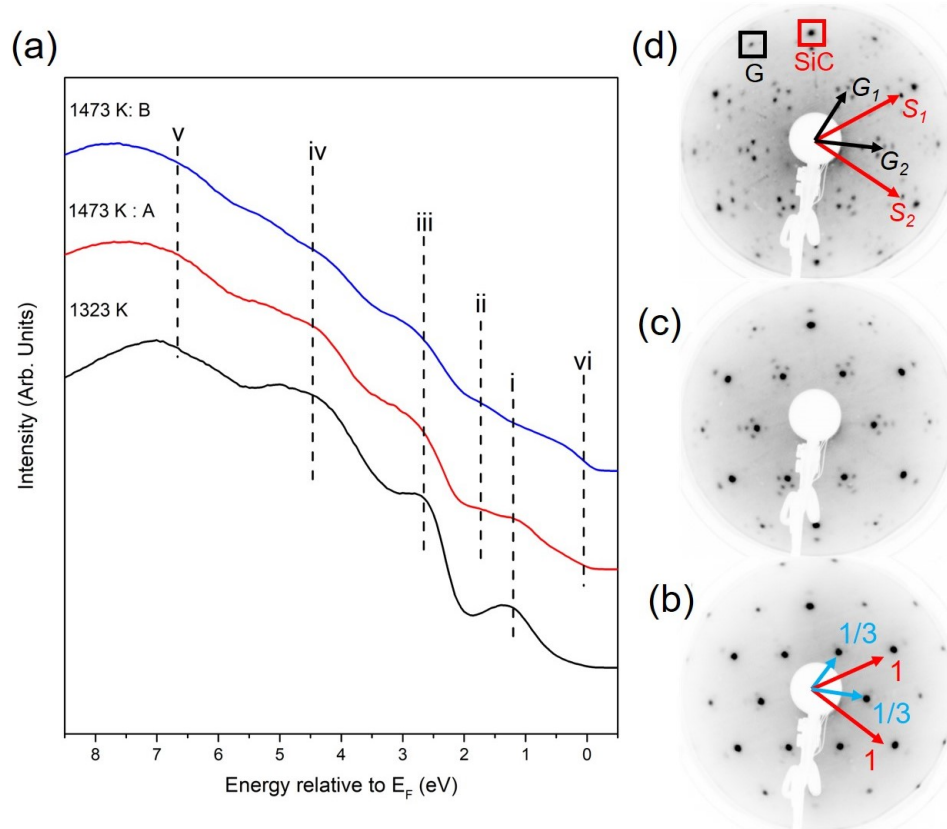 (a)
1473 K: B
1473 K : A
1323 K
v
iv
iii
ii
i
vi
Intensity (Arb. Units)
8 7 6 5 4 3 2 1 0
Energy relative to E_F (eV)
(d)
G
SiC
G_1
S_1
G_2
S_2
(c)
(b)
1/3
1
1/3
1